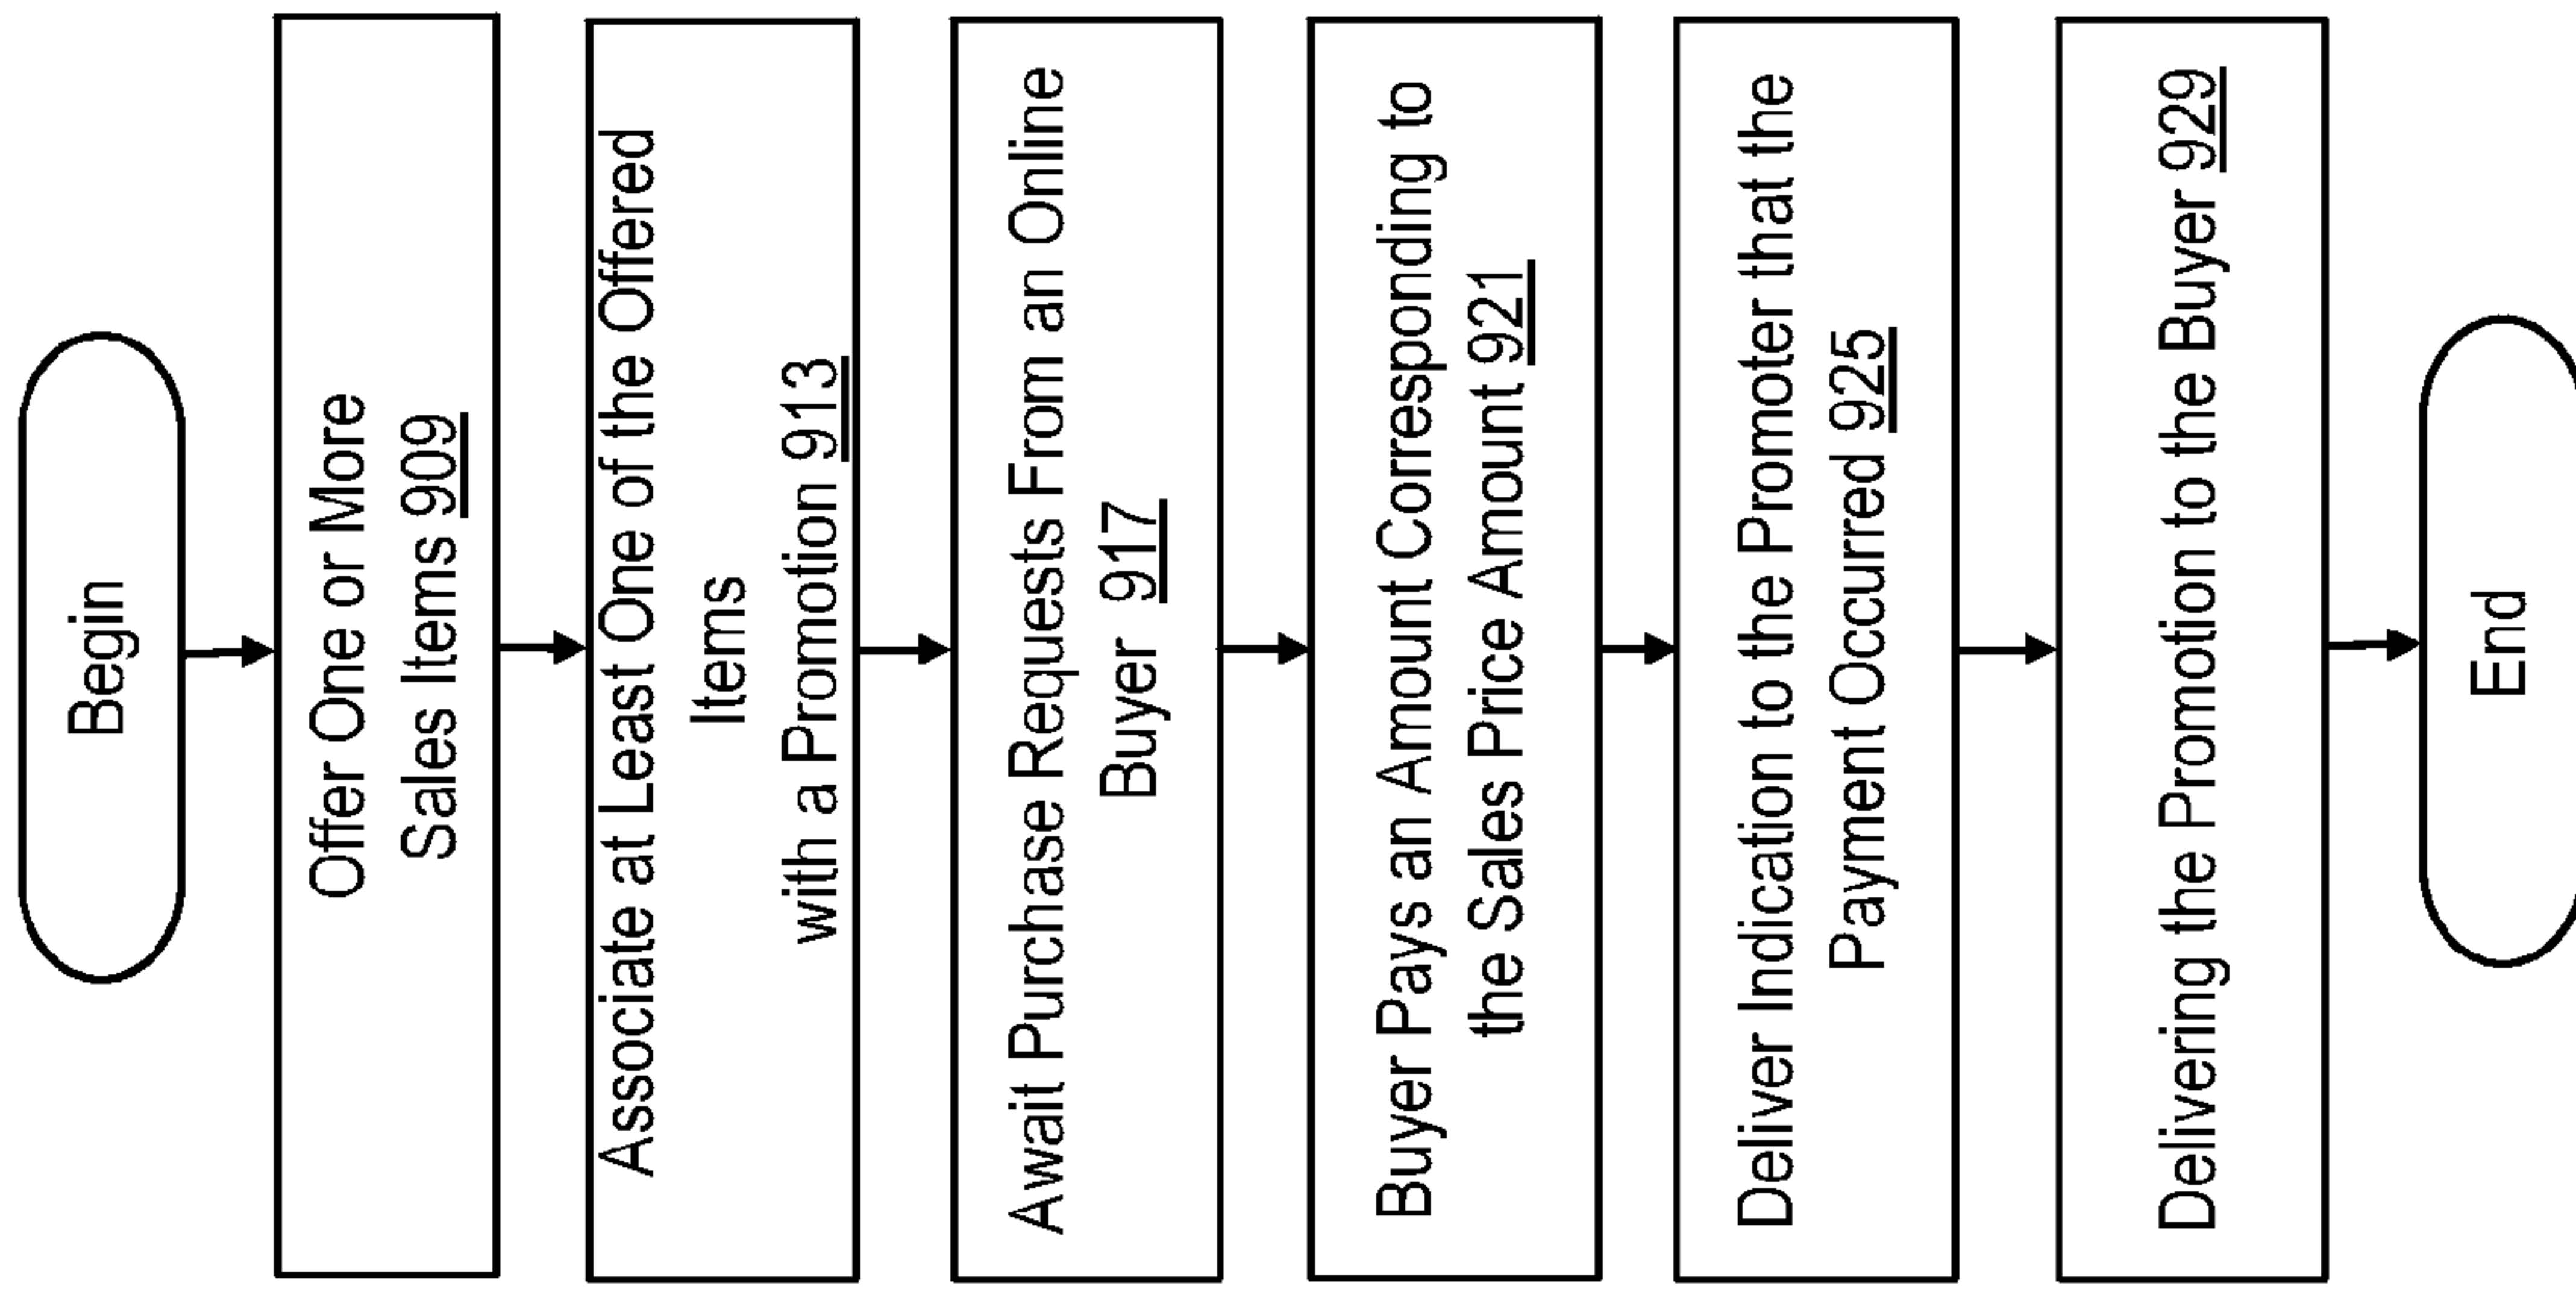 Begin
Offer One or More
Sales Items 909
Associate at Least One of the Offered
Items
with a Promotion 913
Await Purchase Requests From an Online
Buyer 917
Buyer Pays an Amount Corresponding to
the Sales Price Amount 921
Deliver Indication to the Promoter that the
Payment Occurred 925
Delivering the Promotion to the Buyer 929
End